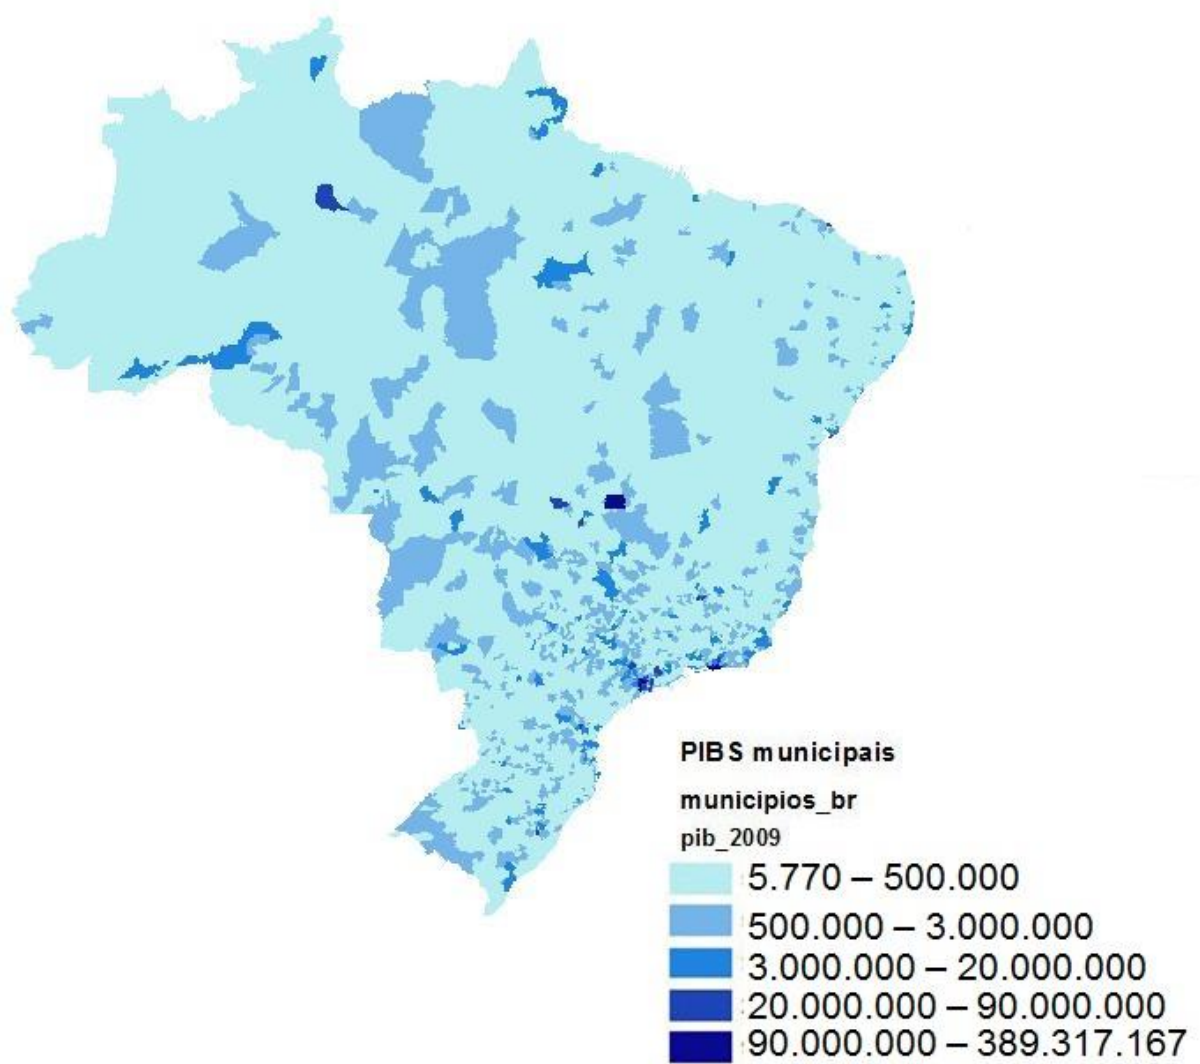 PIBS municipais
municipios_br
pib_2009
5.770 – 500.000
500.000 – 3.000.000
3.000.000 – 20.000.000
20.000.000 – 90.000.000
90.000.000 – 389.317.167